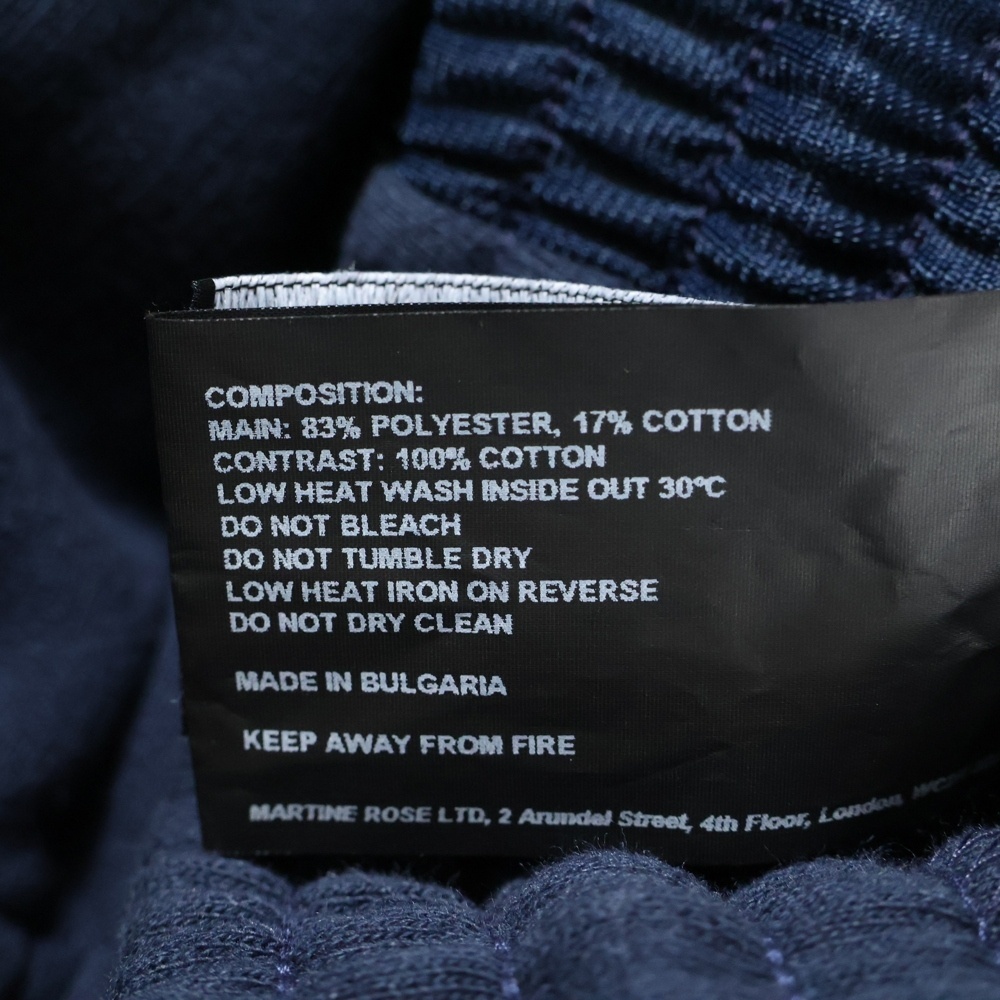 COMPOSITION:
MAIN: 83% POLYESTER, 17% COTTON
CONTRAST: 100% COTTON
LOW HEAT WASH INSIDE OUT 30ºC
DO NOT BLEACH
DO NOT TUMBLE DRY
LOW HEAT IRON ON REVERSE
DO NOT DRY CLEAN
MADE IN BULGARIA
KEEP AWAY FROM FIRE
MARTINE ROSE LTD, 2 Arundel Street, 4th Floor, London,